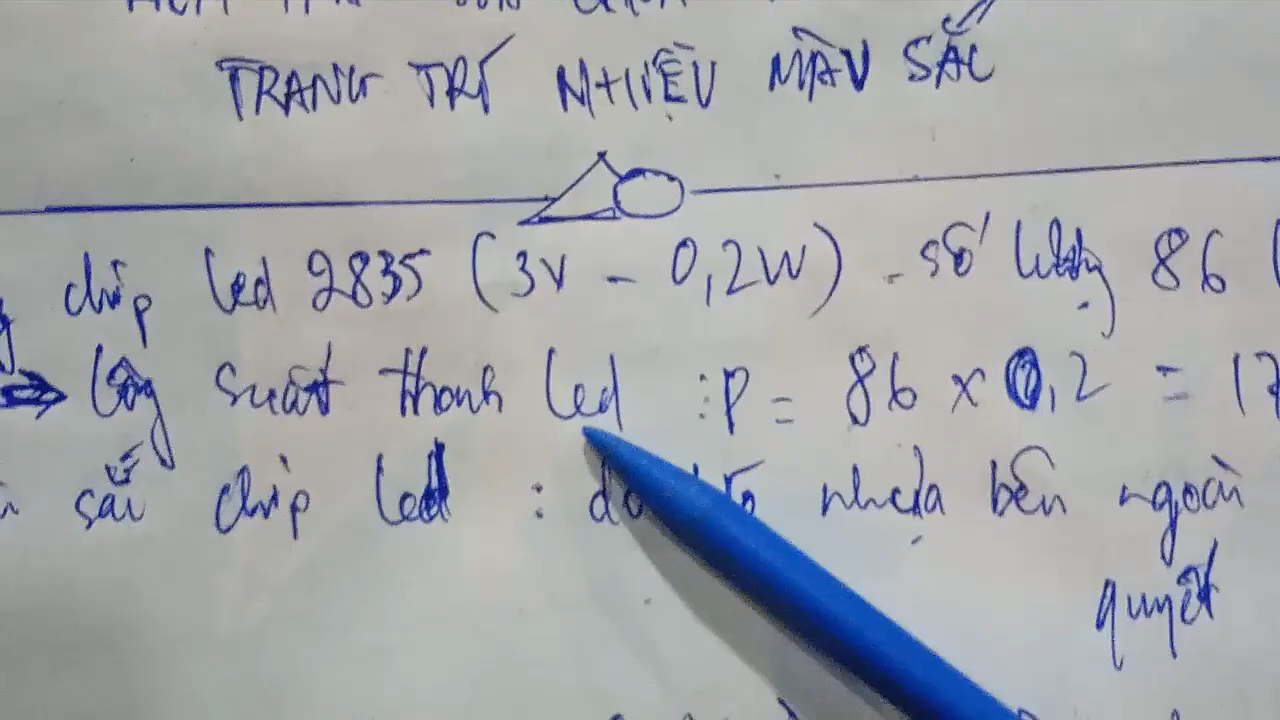 TRANG TRÍ NHIỀU MÀU SẮC
chíp led 2835 (3V - 0,2W) - số lượng 86 (
⇒ Công suất thanh led : P = 86 x 0,2 = 17
sắc chip led : do nhựa bên ngoài
quyết